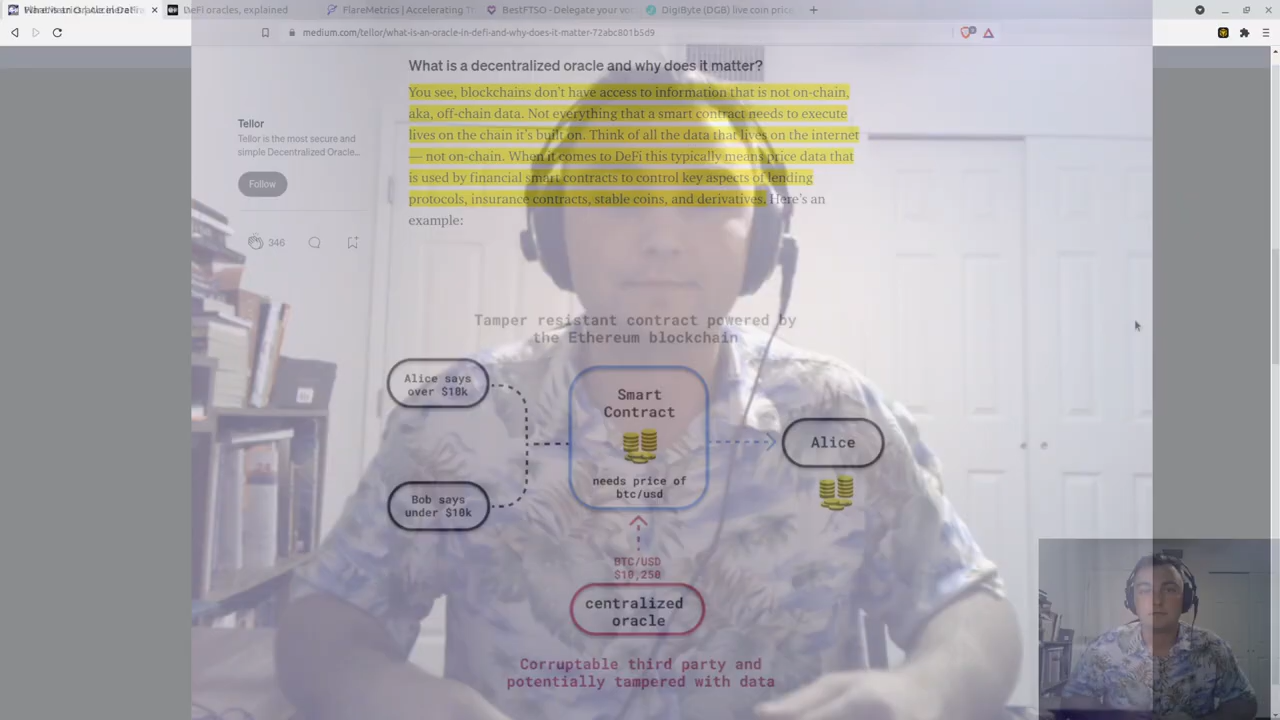 DeFi oracles, explained
FlareMetrics | Accelerating T
BestFTSO - Delegate your vo
DigiByte (DGB) live coin price
medium.com/tellor/what-is-an-oracle-in-defi-and-why-does-it-matter-72abc801b5d9
What is a decentralized oracle and why does it matter?
You see, blockchains don't have access to information that is not on-chain,
aka, off-chain data. Not everything that a smart contract needs to execute
lives on the chain it's built on. Think of all the data that lives on the internet
— not on-chain. When it comes to DeFi this typically means price data that
is used by financial smart contracts to control key aspects of lending
protocols, insurance contracts, stable coins, and derivatives. Here's an
example:
Tellor
Tellor is the most secure and
simple Decentralized Oracle...
Follow
346
Tamper resistant contract powered by
the Ethereum blockchain
Alice says
over $10k
Bob says
under $10k
Smart
Contract
needs price of
btc/usd
Alice
BTC/USD
$10,250
centralized
oracle
Corruptable third party and
potentially tampered with data